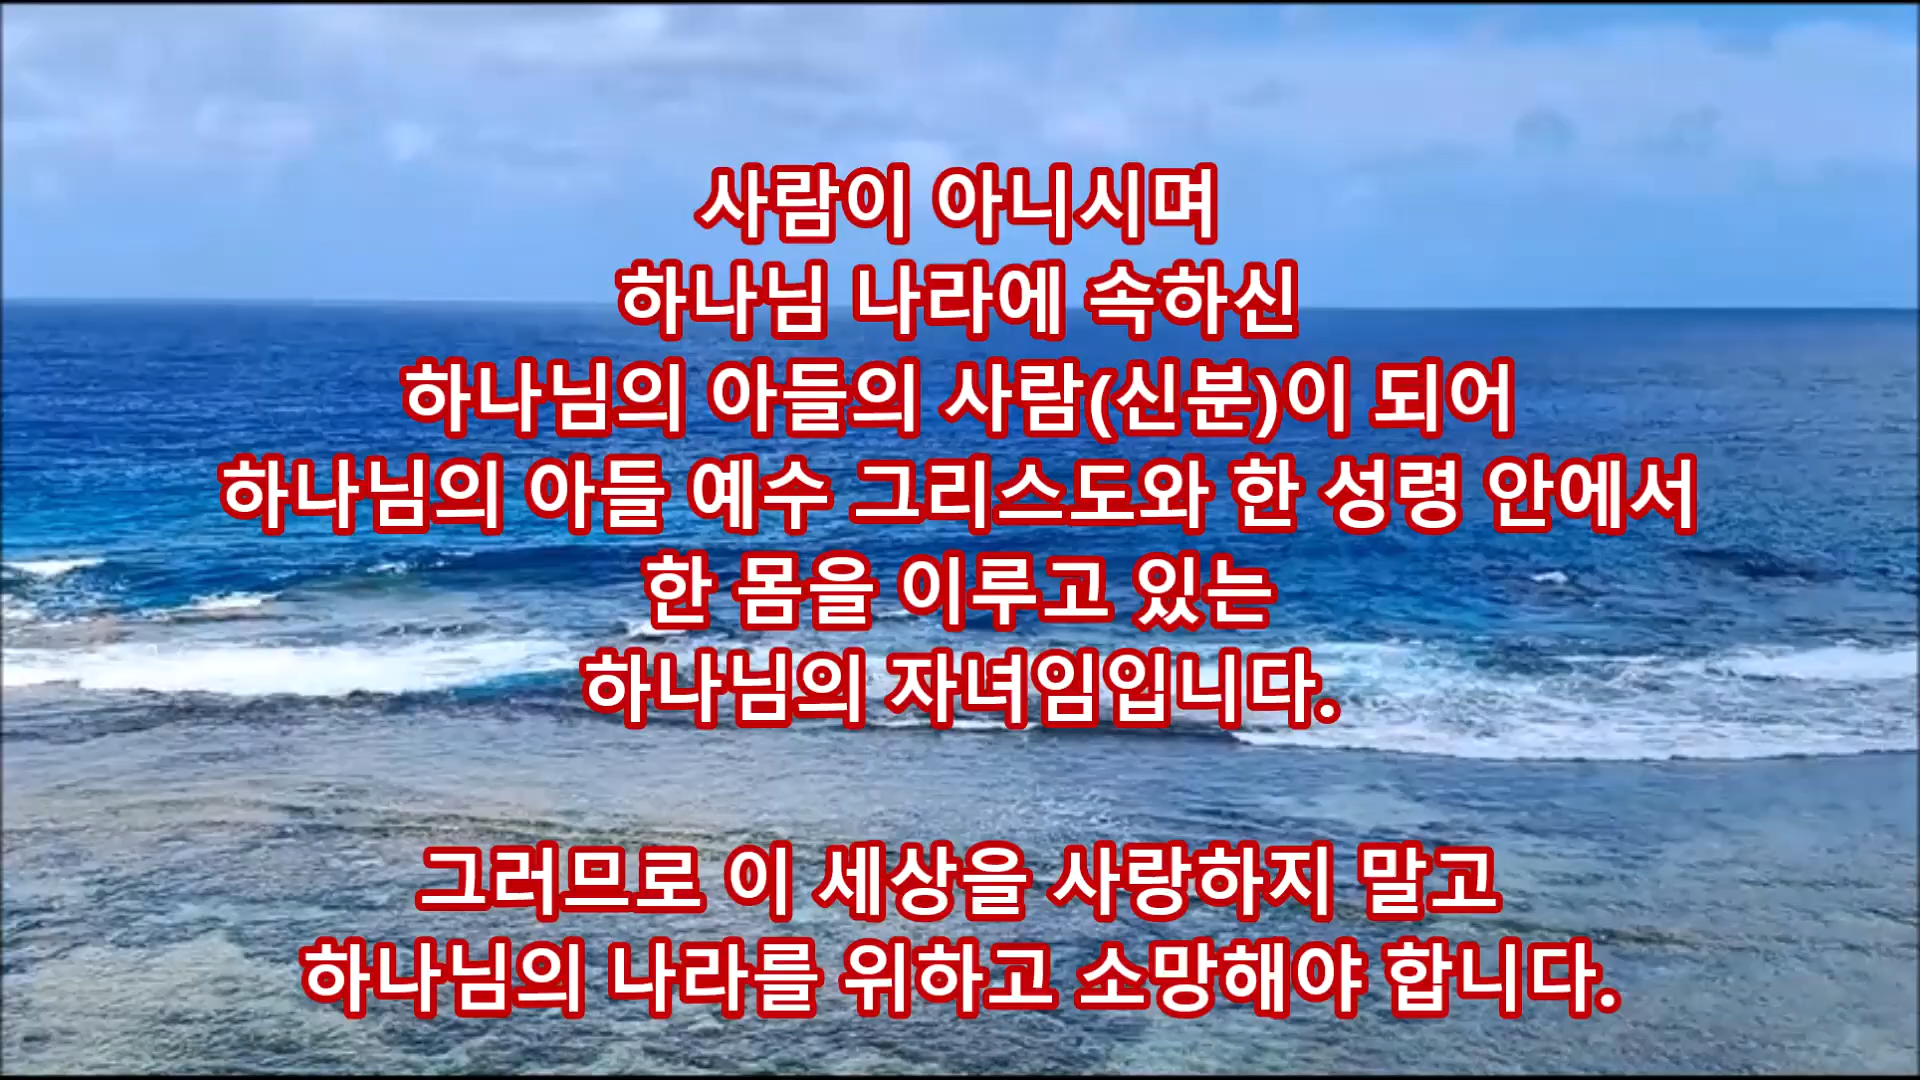 사람이 아니시며
하나님 나라에 속하신
하나님의 아들의 사람(신분)이 되어
하나님의 아들 예수 그리스도와 한 성령 안에서
한 몸을 이루고 있는
하나님의 자녀임입니다.
그러므로 이 세상을 사랑하지 말고
하나님의 나라를 위하고 소망해야 합니다.